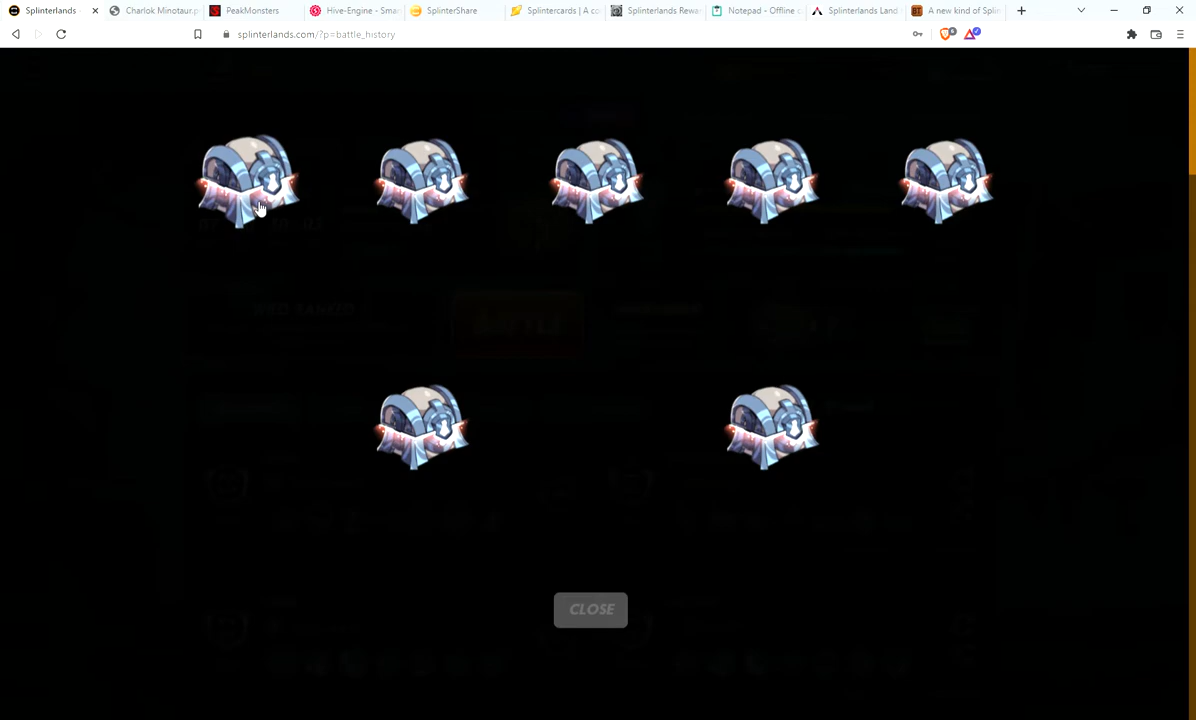 Splinterlands
Charlok Minotaur.p
PeakMonsters
Hive-Engine - Sma
SplinterShare
Splintercards | A co
Splinterlands Rewa
Notepad - Offline c
Splinterlands Land
A new kind of Splin
splinterlands.com/?p=battle_history
BATTLE
CLOSE